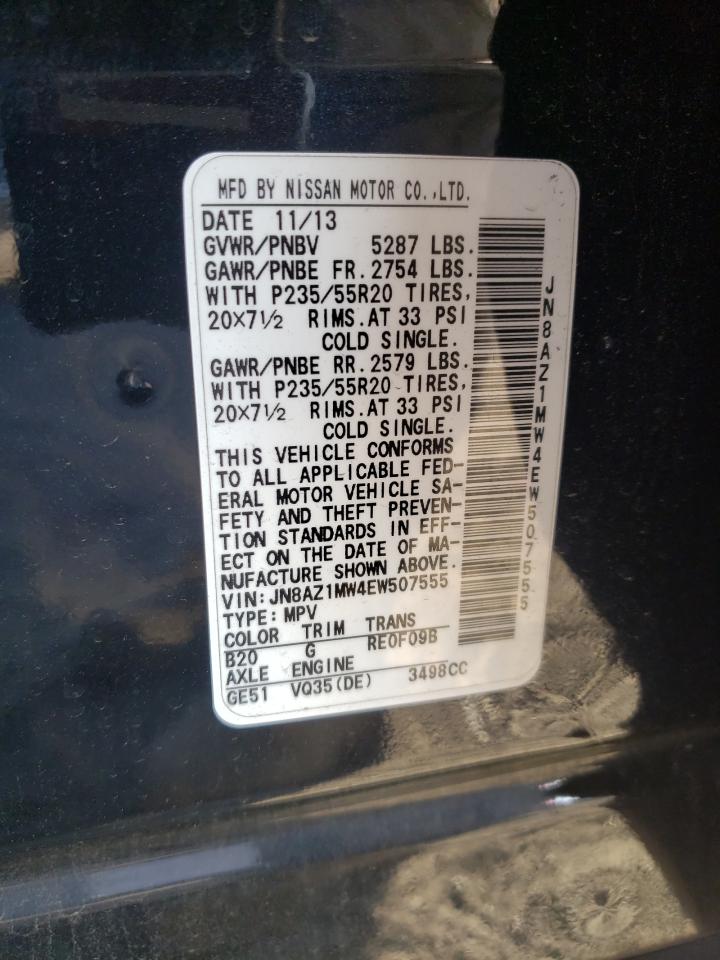 MFD BY NISSAN MOTOR CO.,LTD.
DATE 11/13
GVWR/PNBV 5287 LBS.
GAWR/PNBE FR. 2754 LBS.
WITH P235/55R20 TIRES,
20X7½ RIMS. AT 33 PSI
COLD SINGLE.
GAWR/PNBE RR. 2579 LBS.
WITH P235/55R20 TIRES,
20X7½ RIMS. AT 33 PSI
COLD SINGLE.
THIS VEHICLE CONFORMS
TO ALL APPLICABLE FED-
ERAL MOTOR VEHICLE SA-
FETY AND THEFT PREVEN-
TION STANDARDS IN EFF-
ECT ON THE DATE OF MA-
NUFACTURE SHOWN ABOVE.
VIN: JN8AZ1MW4EW507555
TYPE: MPV
COLOR TRIM TRANS
B20 G RE0F09B
AXLE ENGINE
GE51 VQ35(DE) 3498CC
JN8AZ1MW4EW507555